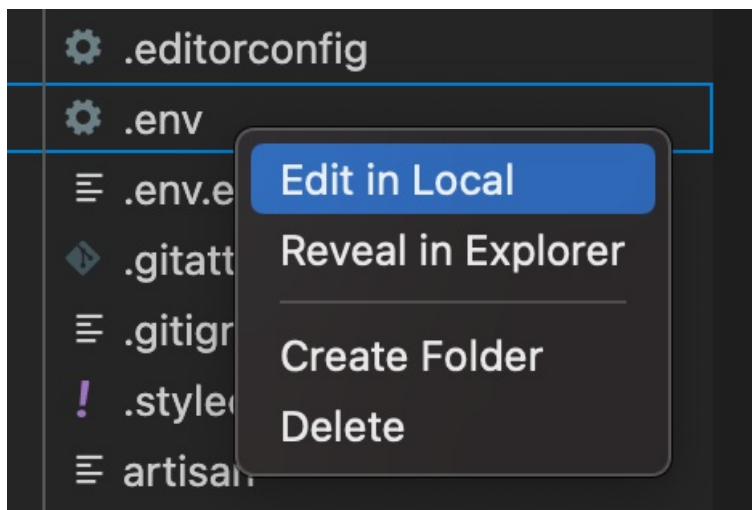 .editorconfig
.env
Edit in Local
.env.e
Reveal in Explorer
.gitatt
.gitigr
Create Folder
.style
Delete
artisan